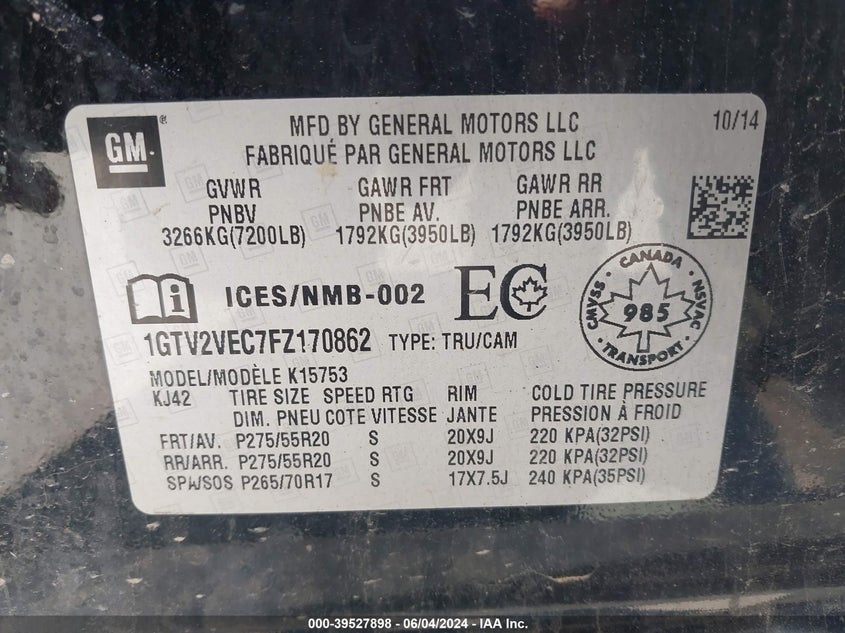 GM
MFD BY GENERAL MOTORS LLC 10/14
FABRIQUÉ PAR GENERAL MOTORS LLC
GVWR GAWR FRT GAWR RR
PNBV PNBE AV. PNBE ARR.
3266KG(7200LB) 1792KG(3950LB) 1792KG(3950LB)
i ICES/NMB-002 EC
CANADA
CMVSS 985 NSVAC
TRANSPORT
1GTV2VEC7FZ170862 TYPE: TRU/CAM
MODEL/MODÈLE K15753
KJ42 TIRE SIZE SPEED RTG RIM COLD TIRE PRESSURE
DIM. PNEU COTE VITESSE JANTE PRESSION À FROID
FRT/AV. P275/55R20 S 20X9J 220 KPA(32PSI)
RR/ARR. P275/55R20 S 20X9J 220 KPA(32PSI)
SPW/SOS P265/70R17 S 17X7.5J 240 KPA(35PSI)
000-39527898 - 06/04/2024 - IAA Inc.